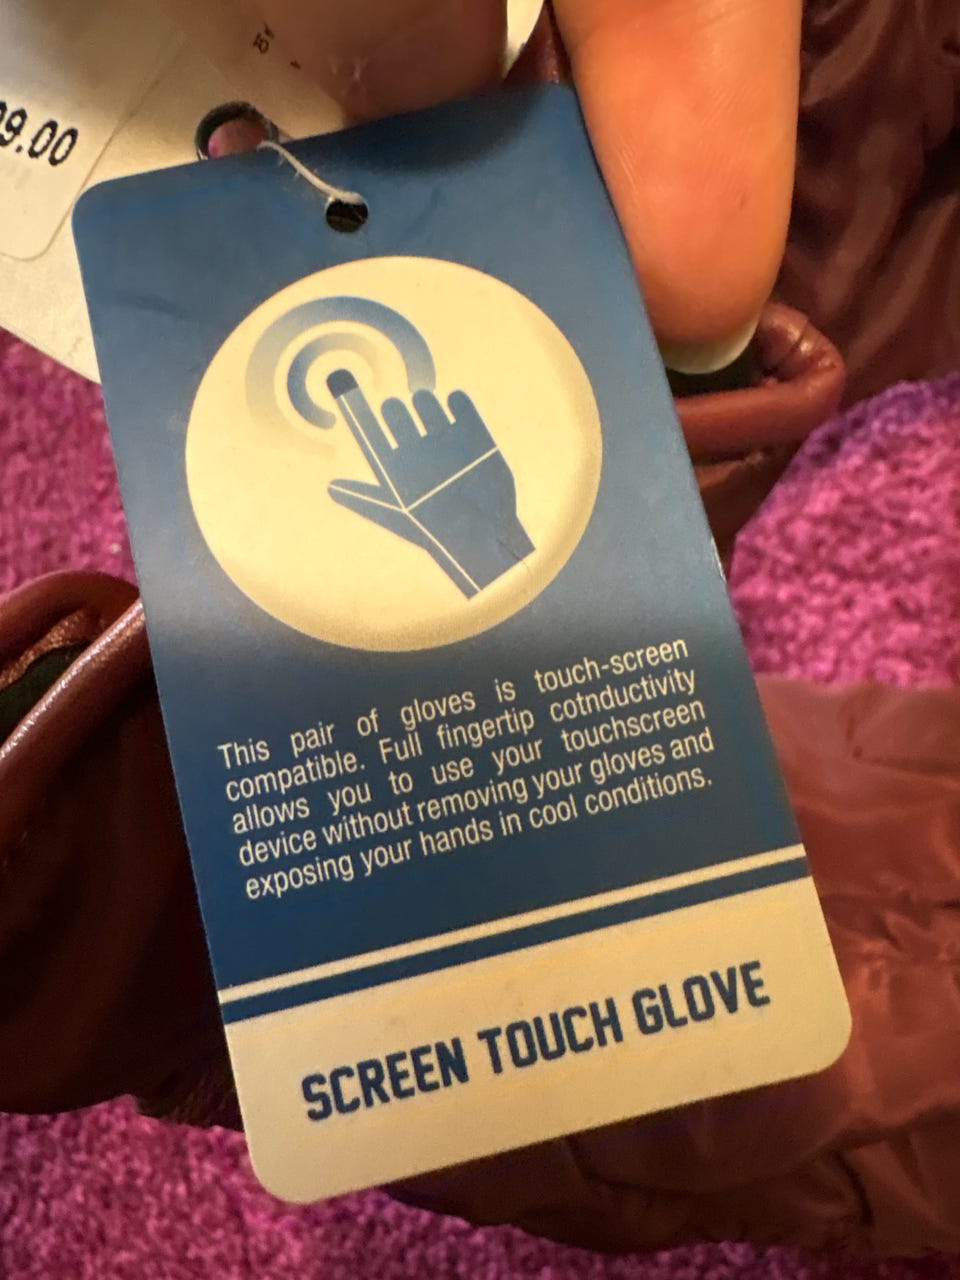 9.00
This pair of gloves is touch-screen
compatible. Full fingertip cotnductivity
allows you to use your touchscreen
device without removing your gloves and
exposing your hands in cool conditions.
SCREEN TOUCH GLOVE